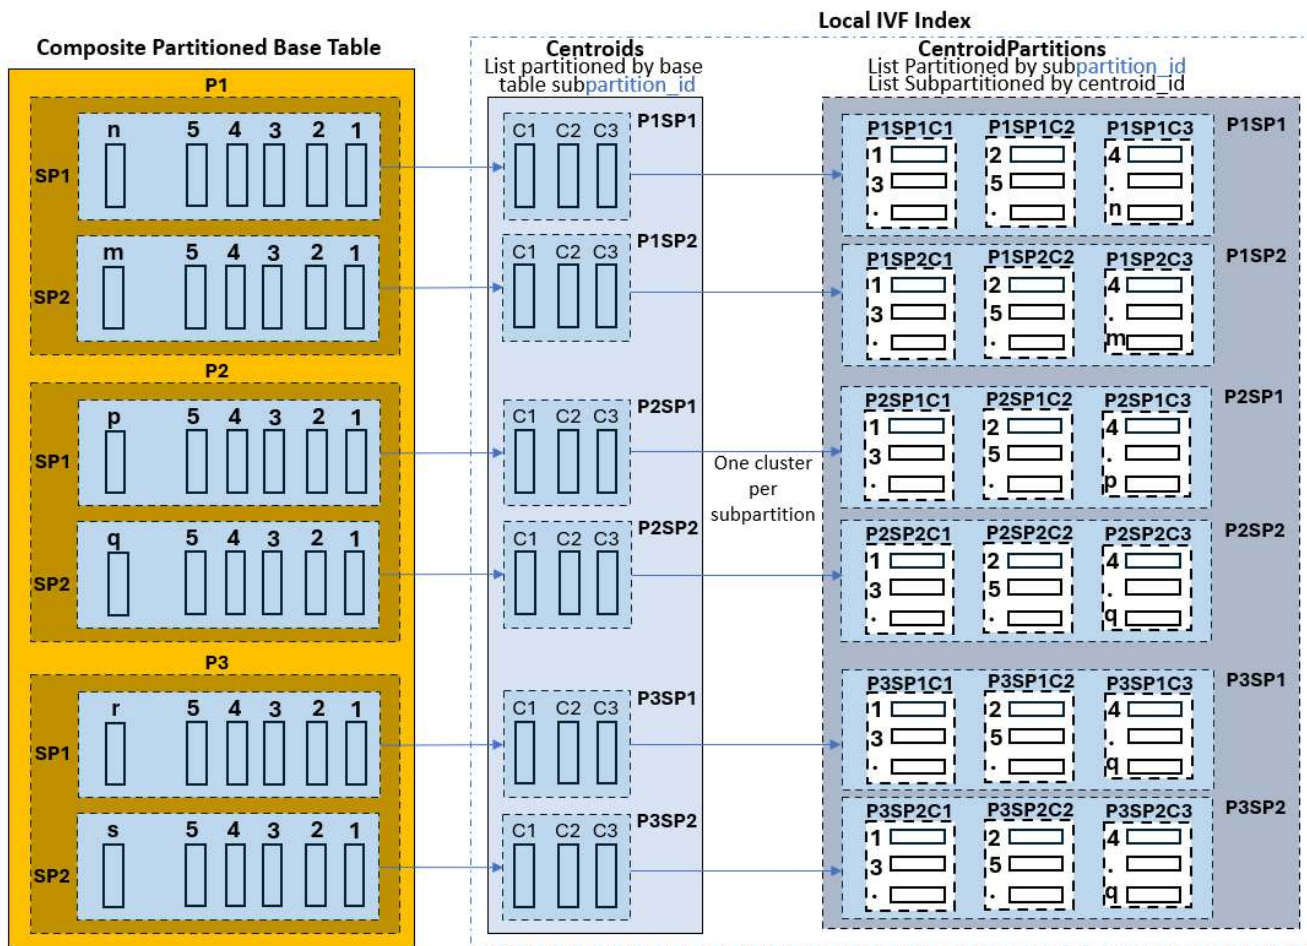 Local IVF Index
Composite Partitioned Base Table
Centroids
List partitioned by base
table subpartition_id
CentroidPartitions
List Partitioned by subpartition_id
List Subpartitioned by centroid_id
P1
SP1
n 5 4 3 2 1
SP2
m 5 4 3 2 1
P2
SP1
p 5 4 3 2 1
SP2
q 5 4 3 2 1
P3
SP1
r 5 4 3 2 1
SP2
s 5 4 3 2 1
C1 C2 C3 P1SP1
C1 C2 C3 P1SP2
C1 C2 C3 P2SP1
C1 C2 C3 P2SP2
C1 C2 C3 P3SP1
C1 C2 C3 P3SP2
One cluster
per
subpartition
P1SP1C1 P1SP1C2 P1SP1C3 P1SP1
1 2 4
3 5 .
. . n
P1SP2C1 P1SP2C2 P1SP2C3 P1SP2
1 2 4
3 5 .
. . m
P2SP1C1 P2SP1C2 P2SP1C3 P2SP1
1 2 4
3 5 .
. . p
P2SP2C1 P2SP2C2 P2SP2C3 P2SP2
1 2 4
3 5 .
. . q
P3SP1C1 P3SP1C2 P3SP1C3 P3SP1
1 2 4
3 5 .
. . q
P3SP2C1 P3SP2C2 P3SP2C3 P3SP2
1 2 4
3 5 .
. . q